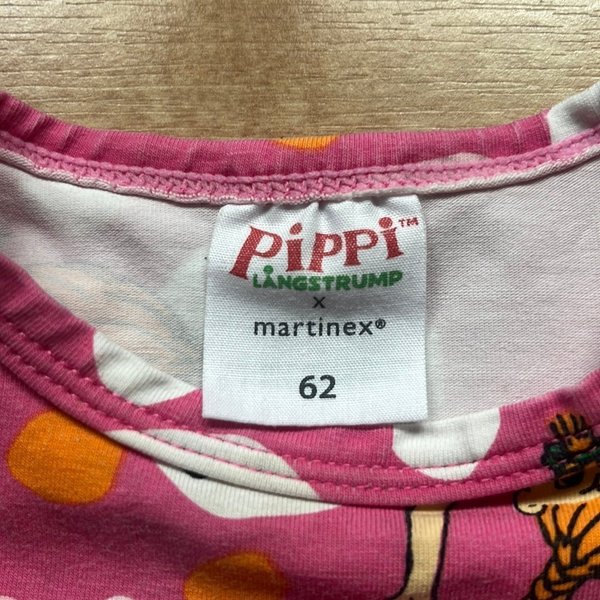 PiPPi™
LÅNGSTRUMP
x
martinex®
62